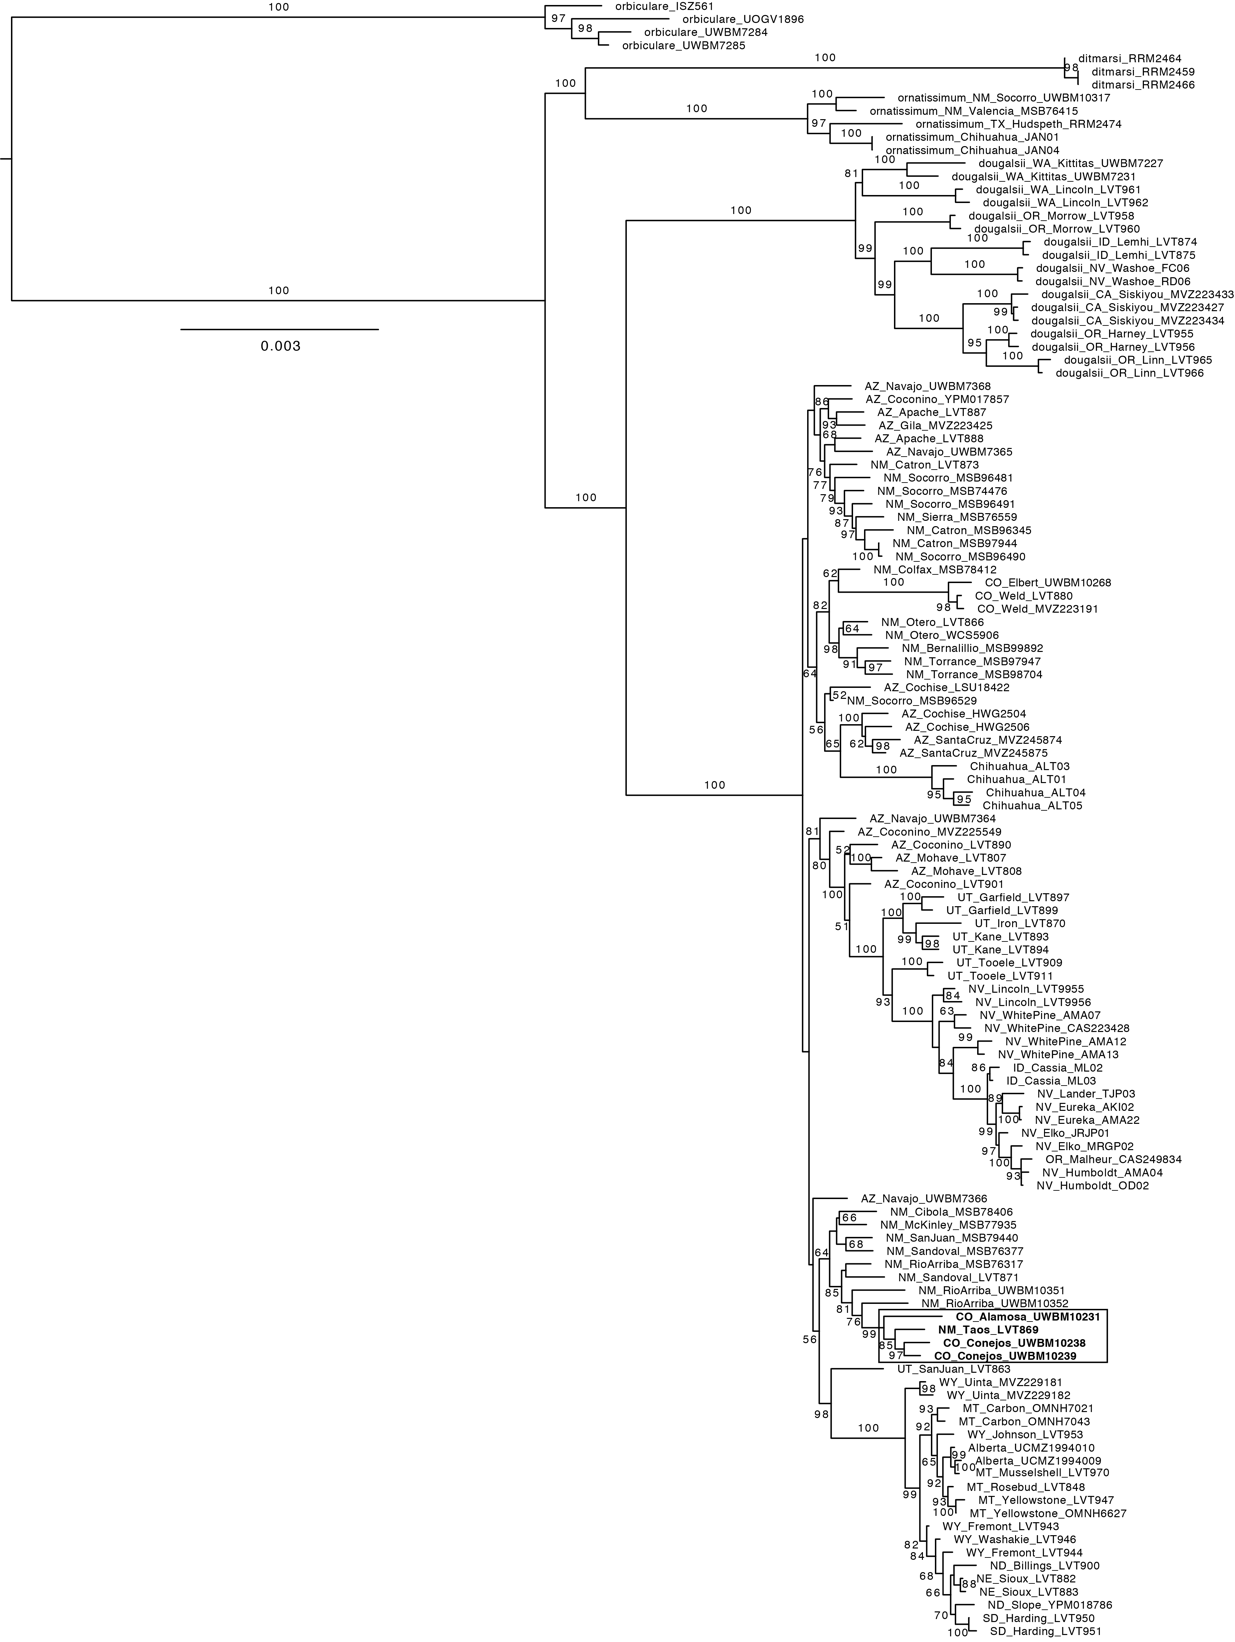 100
orbiculare_ISZ561
97
orbiculare_UOGV1896
98
orbiculare_UWBM7284
orbiculare_UWBM7285
100
ditmarsi_RRM2464
98
ditmarsi_RRM2459
100
ditmarsi_RRM2466
100
ornatissimum_NM_Socorro_UWBM10317
100
ornatissimum_NM_Valencia_MSB76415
97
ornatissimum_TX_Hudspeth_RRM2474
100
ornatissimum_Chihuahua_JAN01
ornatissimum_Chihuahua_JAN04
100
dougalsii_WA_Kittitas_UWBM7227
81
dougalsii_WA_Kittitas_UWBM7231
100
dougalsii_WA_Lincoln_LVT961
dougalsii_WA_Lincoln_LVT962
100
100
dougalsii_OR_Morrow_LVT958
dougalsii_OR_Morrow_LVT960
99
100
dougalsii_ID_Lemhi_LVT874
100
dougalsii_ID_Lemhi_LVT875
100
dougalsii_NV_Washoe_FC06
dougalsii_NV_Washoe_RD06
99
100
100
dougalsii_CA_Siskiyou_MVZ223433
99
dougalsii_CA_Siskiyou_MVZ223427
100
dougalsii_CA_Siskiyou_MVZ223434
0.003
100
dougalsii_OR_Harney_LVT955
95
dougalsii_OR_Harney_LVT956
100
dougalsii_OR_Linn_LVT965
dougalsii_OR_Linn_LVT966
AZ_Navajo_UWBM7368
86
AZ_Coconino_YPM017857
AZ_Apache_LVT887
93
AZ_Gila_MVZ223425
68
AZ_Apache_LVT888
AZ_Navajo_UWBM7365
76
NM_Catron_LVT873
77
NM_Socorro_MSB96481
79
NM_Socorro_MSB74476
93
NM_Socorro_MSB96491
87
NM_Sierra_MSB76559
97
NM_Catron_MSB96345
NM_Catron_MSB97944
100
NM_Socorro_MSB96490
100
62
NM_Colfax_MSB78412
100
CO_Elbert_UWBM10268
CO_Weld_LVT880
98
CO_Weld_MVZ223191
82
NM_Otero_LVT866
64
NM_Otero_WCS5906
98
NM_Bernalillio_MSB99892
91
97
NM_Torrance_MSB97947
NM_Torrance_MSB98704
64
AZ_Cochise_LSU18422
52
NM_Socorro_MSB96529
56
100
AZ_Cochise_HWG2504
AZ_Cochise_HWG2506
65
62
98
AZ_SantaCruz_MVZ245874
AZ_SantaCruz_MVZ245875
100
Chihuahua_ALT03
Chihuahua_ALT01
95
95
Chihuahua_ALT04
Chihuahua_ALT05
100
AZ_Navajo_UWBM7364
81
AZ_Coconino_MVZ225549
52
AZ_Coconino_LVT890
80
100
AZ_Mohave_LVT807
AZ_Mohave_LVT808
100
AZ_Coconino_LVT901
100
UT_Garfield_LVT897
100
UT_Garfield_LVT899
51
UT_Iron_LVT870
99
98
UT_Kane_LVT893
100
UT_Kane_LVT894
100
UT_Tooele_LVT909
UT_Tooele_LVT911
93
84
NV_Lincoln_LVT9955
NV_Lincoln_LVT9956
100
63
NV_WhitePine_AMA07
NV_WhitePine_CAS223428
99
NV_WhitePine_AMA12
84
NV_WhitePine_AMA13
86
ID_Cassia_ML02
ID_Cassia_ML03
100
89
NV_Lander_TJP03
NV_Eureka_AKI02
100
NV_Eureka_AMA22
99
NV_Elko_JRJP01
97
NV_Elko_MRGP02
100
OR_Malheur_CAS249834
93
NV_Humboldt_AMA04
NV_Humboldt_OD02
AZ_Navajo_UWBM7366
NM_Cibola_MSB78406
66
NM_McKinley_MSB77935
NM_SanJuan_MSB79440
64
68
NM_Sandoval_MSB76377
NM_RioArriba_MSB76317
NM_Sandoval_LVT871
85
NM_RioArriba_UWBM10351
81
NM_RioArriba_UWBM10352
76
CO_Alamosa_UWBM10231
99
NM_Taos_LVT869
56
85
CO_Conejos_UWBM10238
97
CO_Conejos_UWBM10239
UT_SanJuan_LVT863
WY_Uinta_MVZ229181
98
WY_Uinta_MVZ229182
98
93
MT_Carbon_OMNH7021
MT_Carbon_OMNH7043
100
92
WY_Johnson_LVT953
Alberta_UCMZ1994010
99
65
Alberta_UCMZ1994009
100
MT_Musselshell_LVT970
92
MT_Rosebud_LVT848
99
93
MT_Yellowstone_LVT947
100
MT_Yellowstone_OMNH6627
WY_Fremont_LVT943
82
WY_Washakie_LVT946
84
WY_Fremont_LVT944
ND_Billings_LVT900
68
88
NE_Sioux_LVT882
66
NE_Sioux_LVT883
ND_Slope_YPM018786
70
SD_Harding_LVT950
100
SD_Harding_LVT951